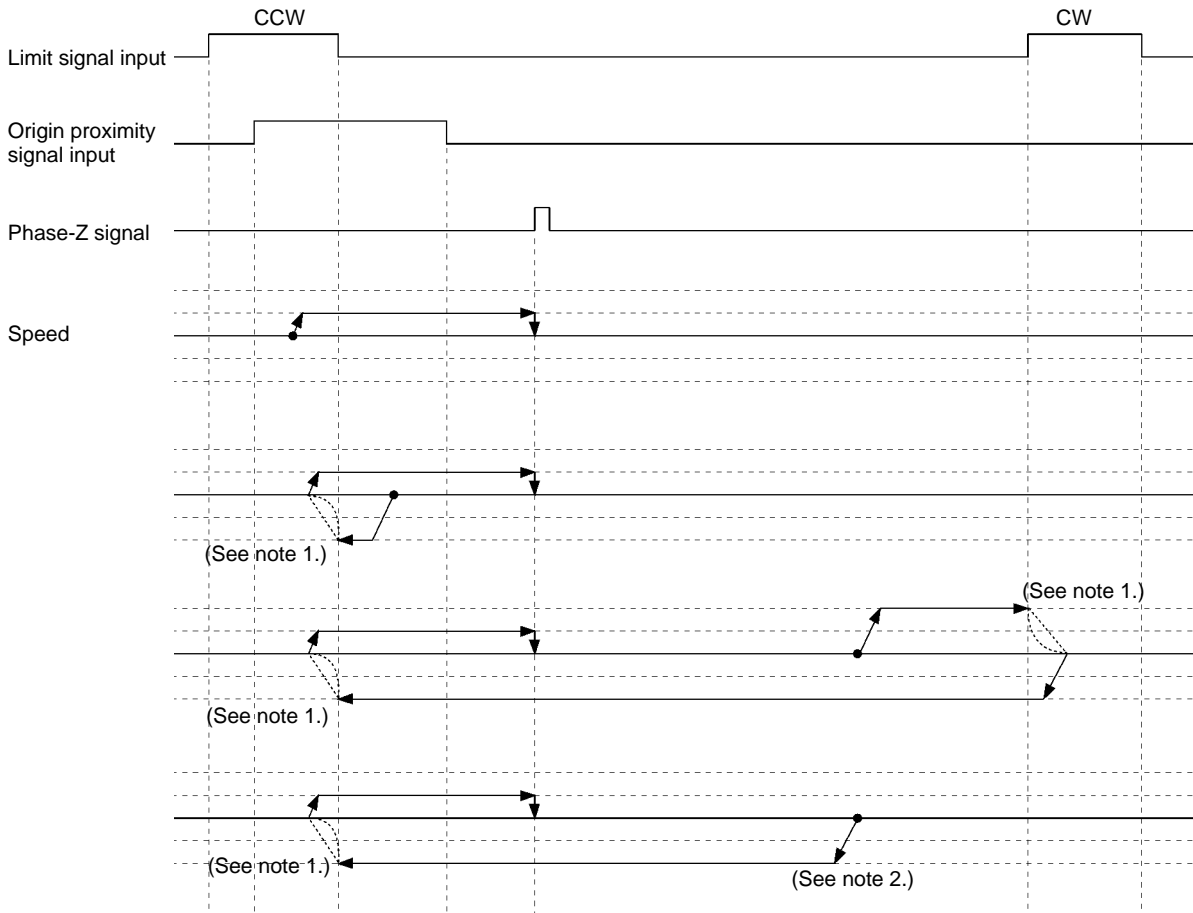 CCW
CW
Limit signal input
Origin proximity
signal input
Phase-Z signal
Speed
(See note 1.)
(See note 1.)
(See note 1.)
(See note 1.)
(See note 2.)